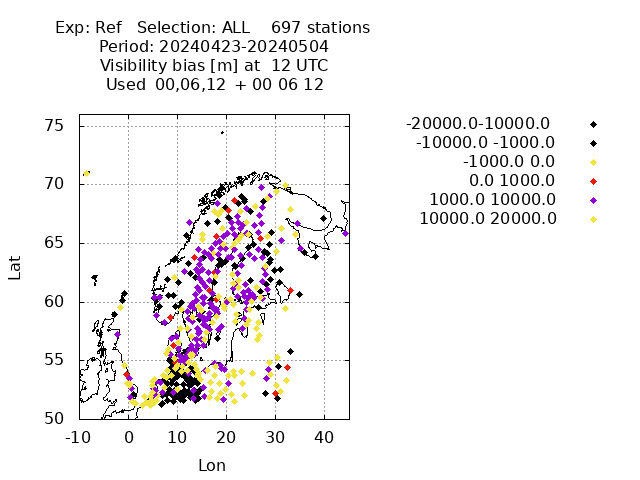 Exp: Ref Selection: ALL 697 stations
Period: 20240423-20240504
Visibility bias [m] at 12 UTC
Used 00,06,12 + 00 06 12
-20000.0-10000.0
-10000.0 -1000.0
-1000.0 0.0
0.0 1000.0
1000.0 10000.0
10000.0 20000.0
75
70
65
60
55
50
Lat
-10 0 10 20 30 40
Lon